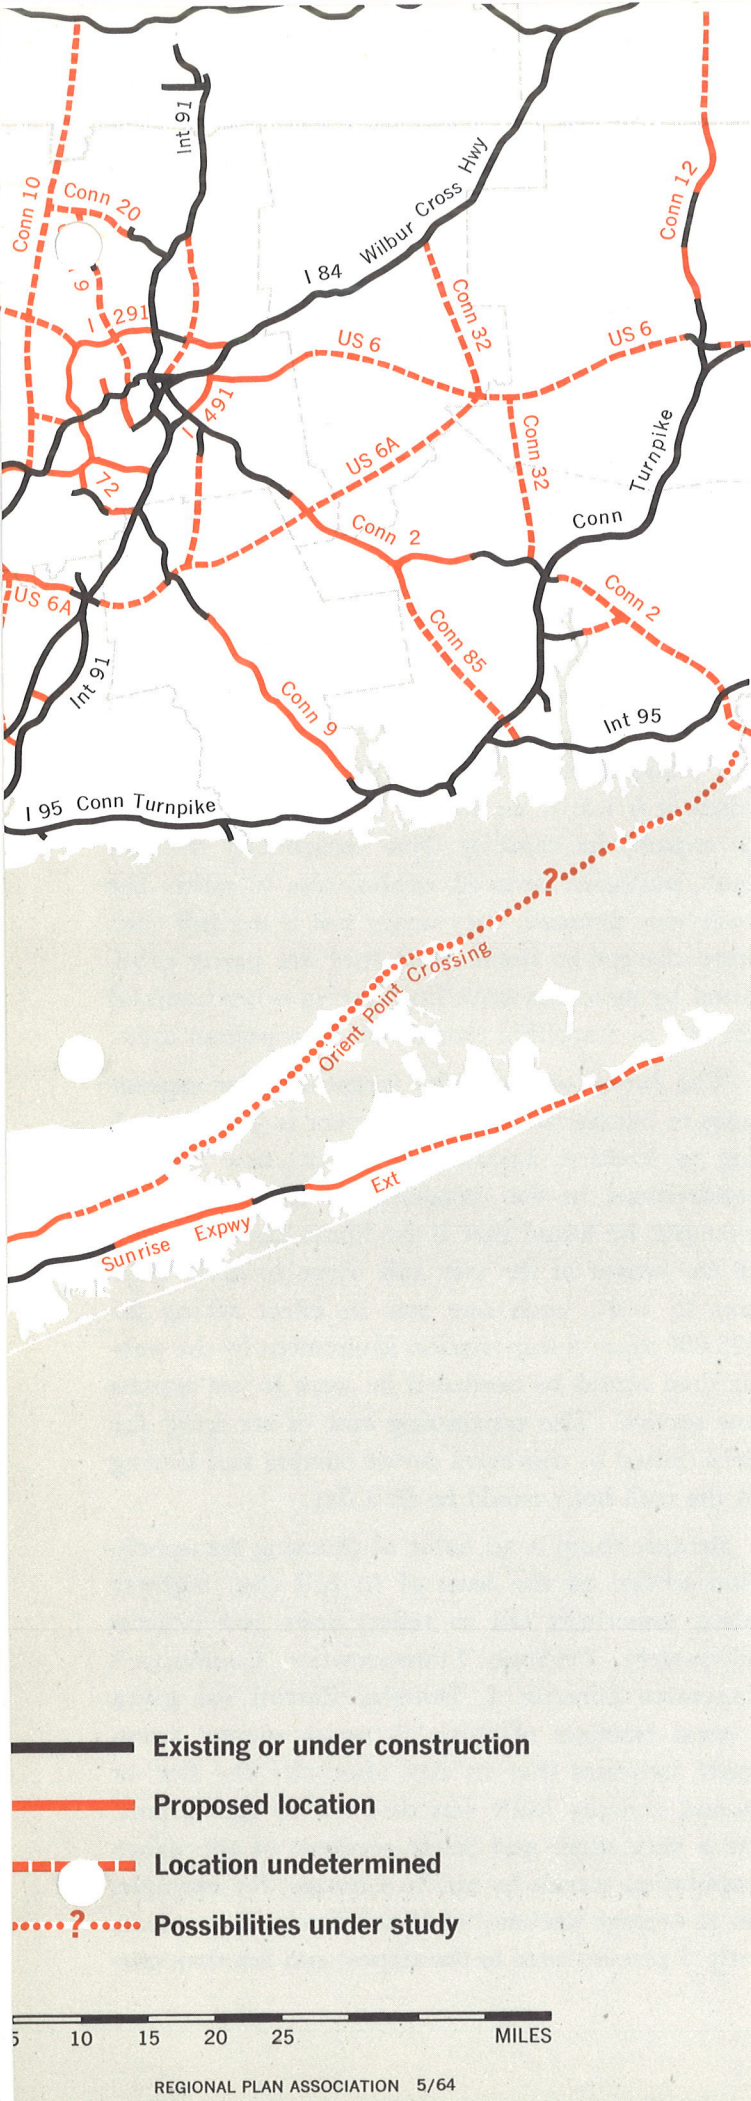 Int 91
Conn 10
Conn 20
Wilbur Cross Hwy
Conn 12
I 84
I 291
Conn 32
US 6
US 6
I 491
US 6A
Conn 32
Turnpike
72
Conn 2
Conn
US 6A
Conn 85
Conn 2
Int 91
Conn 9
Int 95
I 95 Conn Turnpike
?
Orient Point Crossing
Ext
Sunrise Expwy
Existing or under construction
Proposed location
Location undetermined
? Possibilities under study
5 10 15 20 25 MILES
REGIONAL PLAN ASSOCIATION 5/64